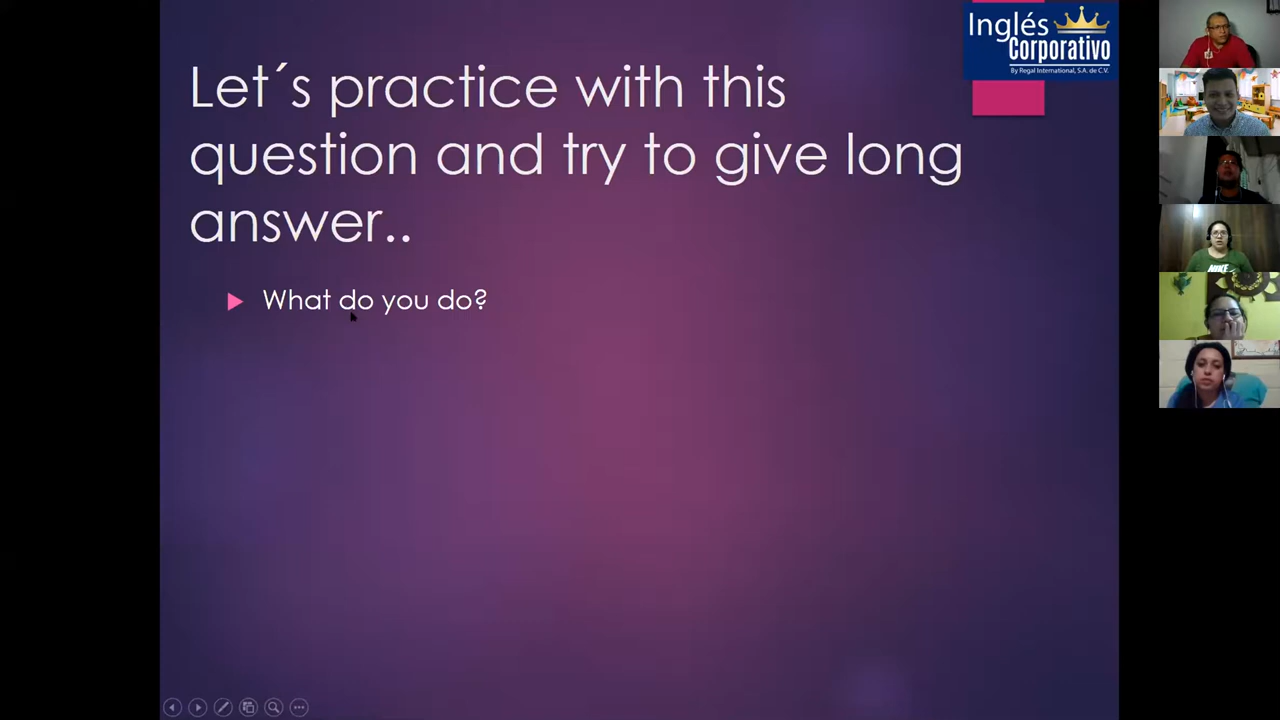 Inglés
Corporativo
By Regal International, S.A. de C.V.
Let´s practice with this
question and try to give long
answer..
What do you do?
NIKE